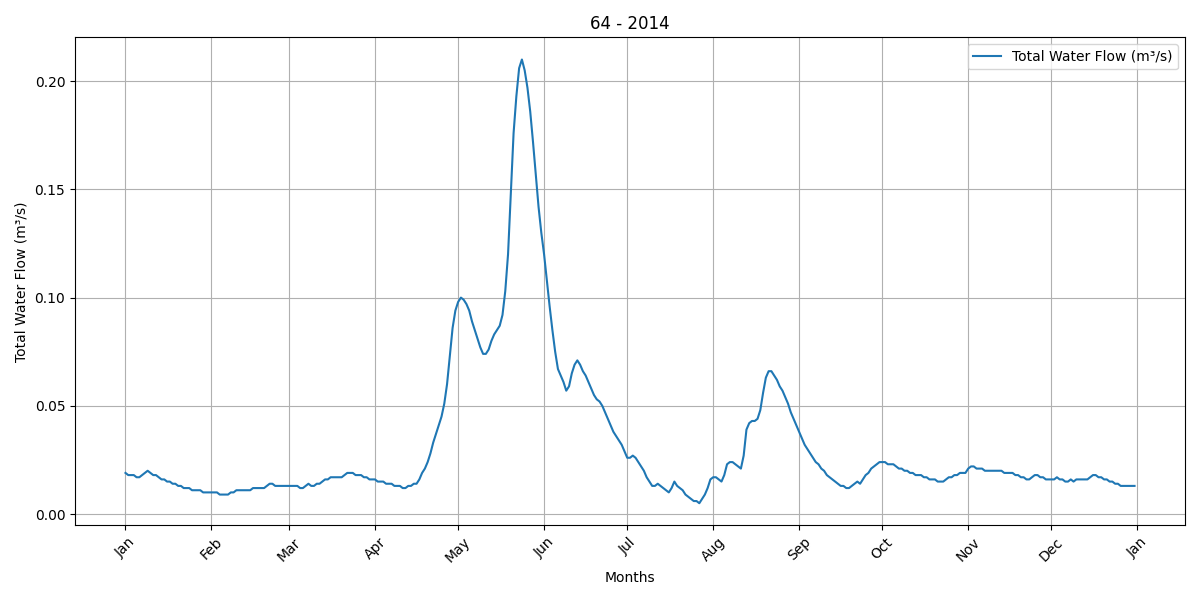 64 - 2014
Total Water Flow (m³/s)
Total Water Flow (m³/s)
0.20
0.15
0.10
0.05
0.00
Jan Feb Mar Apr May Jun Jul Aug Sep Oct Nov Dec Jan
Months